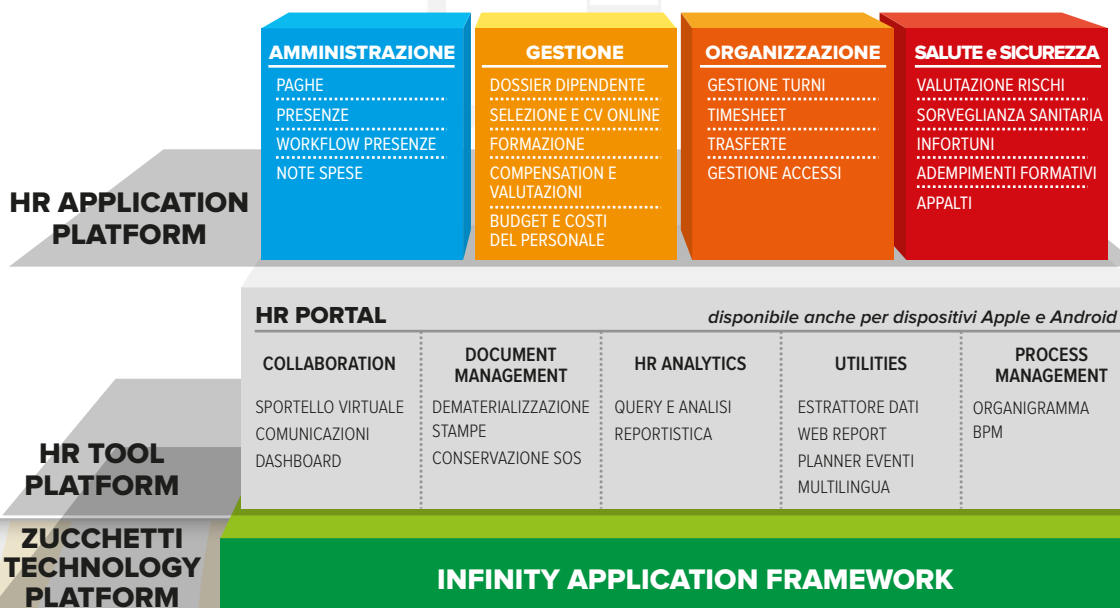 AMMINISTRAZIONE
PAGHE
PRESENZE
WORKFLOW PRESENZE
NOTE SPESE
GESTIONE
DOSSIER DIPENDENTE
SELEZIONE E CV ONLINE
FORMAZIONE
COMPENSATION E
VALUTAZIONI
BUDGET E COSTI
DEL PERSONALE
ORGANIZZAZIONE
GESTIONE TURNI
TIMESHEET
TRASFERTE
GESTIONE ACCESSI
SALUTE e SICUREZZA
VALUTAZIONE RISCHI
SORVEGLIANZA SANITARIA
INFORTUNI
ADEMPIMENTI FORMATIVI
APPALTI
HR APPLICATION
PLATFORM
HR PORTAL
disponibile anche per dispositivi Apple e Android
COLLABORATION
SPORTELLO VIRTUALE
COMUNICAZIONI
DASHBOARD
DOCUMENT
MANAGEMENT
DEMATERIALIZZAZIONE
STAMPE
CONSERVAZIONE SOS
HR ANALYTICS
QUERY E ANALISI
REPORTISTICA
UTILITIES
ESTRATTORE DATI
WEB REPORT
PLANNER EVENTI
MULTILINGUA
PROCESS
MANAGEMENT
ORGANIGRAMMA
BPM
HR TOOL
PLATFORM
ZUCCHETTI
TECHNOLOGY
PLATFORM
INFINITY APPLICATION FRAMEWORK